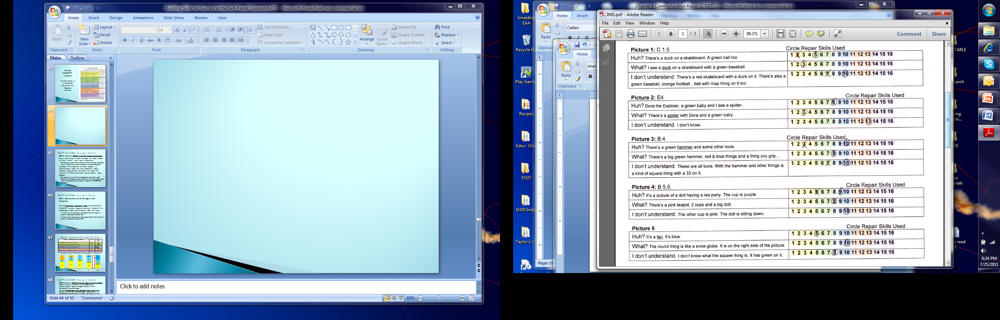 Building Skills for Success in the Fast-Paced Classroom PPT - Microsoft PowerPoint non-commercial use
Home Insert Design Animations Slide Show Review View
Paste
Clipboard
New Slide
Layout
Reset
Delete
Slides
16
Font
Text Direction
Align Text
Convert to SmartArt
Paragraph
Arrange
Quick Styles
Shape Fill
Shape Outline
Shape Effects
Drawing
Find
Replace
Select
Editing
Slides Outline
43
Scoring
the SCRIPT
Inventory
Response
Summary
44
45
46
47
48
Click to add notes
Slide 44 of 53 "Concourse" 83%
Smaldin
EAA
Recycle B
Play Gam
Recipes
Educ- Un
ESSO
EHDI Ind
Taylor's
Chapter 4 Communication Repair SCRIPT (2) - Microsoft Word non-commercial use
Home Insert
Calibri
Paste
Clipboar
Home
Arial
Paste
Clipboard
Page: 19
IMG.pdf - Adobe Reader
File Edit View Window Help
1 / 2 98.3% Comment Share
Picture 1: C 1.5 Circle Repair Skills Used
Huh? There's a duck on a skateboard. A green ball too. 1 2 3 4 5 6 7 8 9 10 11 12 13 14 15 16
What? I see a duck on a skateboard with a green baseball. 1 2 3 4 5 6 7 8 9 10 11 12 13 14 15 16
I don't understand. There's a red skateboard with a duck on it. There's also a 1 2 3 4 5 6 7 8 9 10 11 12 13 14 15 16
green baseball, orange football...ball with map thing on it too.
Picture 2: E4 Circle Repair Skills Used
Huh? Dora the Explorer, a green baby and I see a spider. 1 2 3 4 5 6 7 8 9 10 11 12 13 14 15 16
What? There's a spider with Dora and a green baby. 1 2 3 4 5 6 7 8 9 10 11 12 13 14 15 16
I don't understand. I don't know. 1 2 3 4 5 6 7 8 9 10 11 12 13 14 15 16
Picture 3: B 4 Circle Repair Skills Used
Huh? There's a green hammer and some other tools. 1 2 3 4 5 6 7 8 9 10 11 12 13 14 15 16
What? There's a big green hammer, red & blue things and a thing you grip... 1 2 3 4 5 6 7 8 9 10 11 12 13 14 15 16
I don't understand. These are all tools. With the hammer and other things is 1 2 3 4 5 6 7 8 9 10 11 12 13 14 15 16
a kind of square thing with a 33 on it.
Picture 4: B 5.5 Circle Repair Skills Used
Huh? It's a picture of a doll having a tea party. The cup is purple 1 2 3 4 5 6 7 8 9 10 11 12 13 14 15 16
What? There's a pink teapot, 2 cups and a big doll. 1 2 3 4 5 6 7 8 9 10 11 12 13 14 15 16
I don't understand. The other cup is pink. The doll is sitting down. 1 2 3 4 5 6 7 8 9 10 11 12 13 14 15 16
Picture 5 Circle Repair Skills Used
Huh? It's a fan. It's blue. 1 2 3 4 5 6 7 8 9 10 11 12 13 14 15 16
What? The round thing is like a snow globe. It is on the right side of the picture. 1 2 3 4 5 6 7 8 9 10 11 12 13 14 15 16
I don't understand. I don't know what the square thing is. It has green on it. 1 2 3 4 5 6 7 8 9 10 11 12 13 14 15 16
6:24 PM
7/25/2011